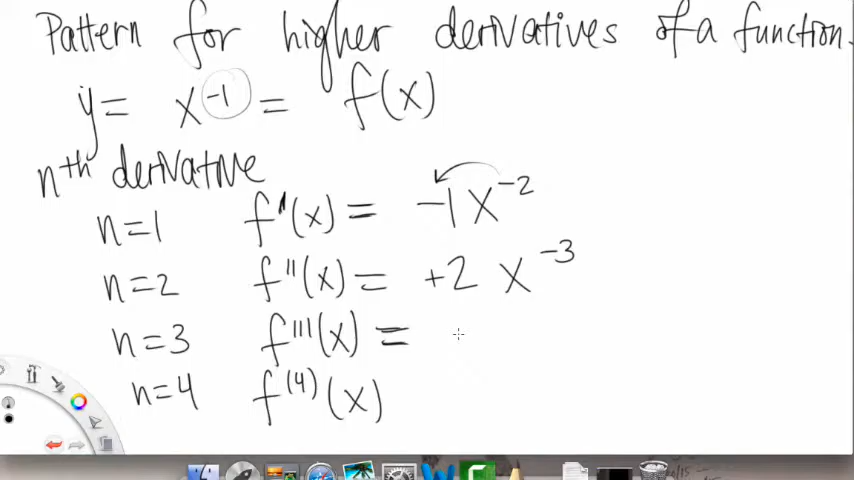 Pattern for higher derivatives of a function.
y = x⁻¹ = f(x)
nᵗʰ derivative
n=1 f'(x) = -1x⁻²
n=2 f''(x) = +2 x⁻³
n=3 f'''(x) =
n=4 f⁽⁴⁾(x)